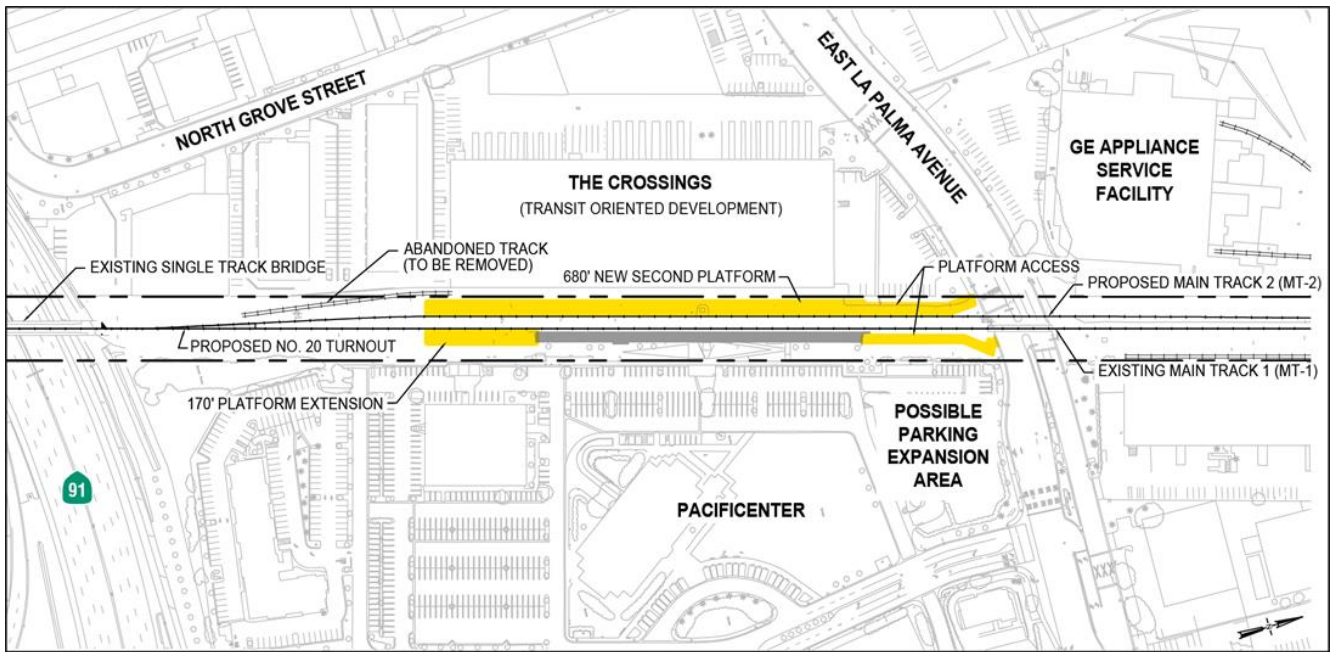 NORTH GROVE STREET
EAST LA PALMA AVENUE
GE APPLIANCE
SERVICE
FACILITY
THE CROSSINGS
(TRANSIT ORIENTED DEVELOPMENT)
ABANDONED TRACK
(TO BE REMOVED)
EXISTING SINGLE TRACK BRIDGE
680' NEW SECOND PLATFORM
PLATFORM ACCESS
PROPOSED MAIN TRACK 2 (MT-2)
PROPOSED NO. 20 TURNOUT
EXISTING MAIN TRACK 1 (MT-1)
170' PLATFORM EXTENSION
POSSIBLE
PARKING
EXPANSION
AREA
91
PACIFICENTER